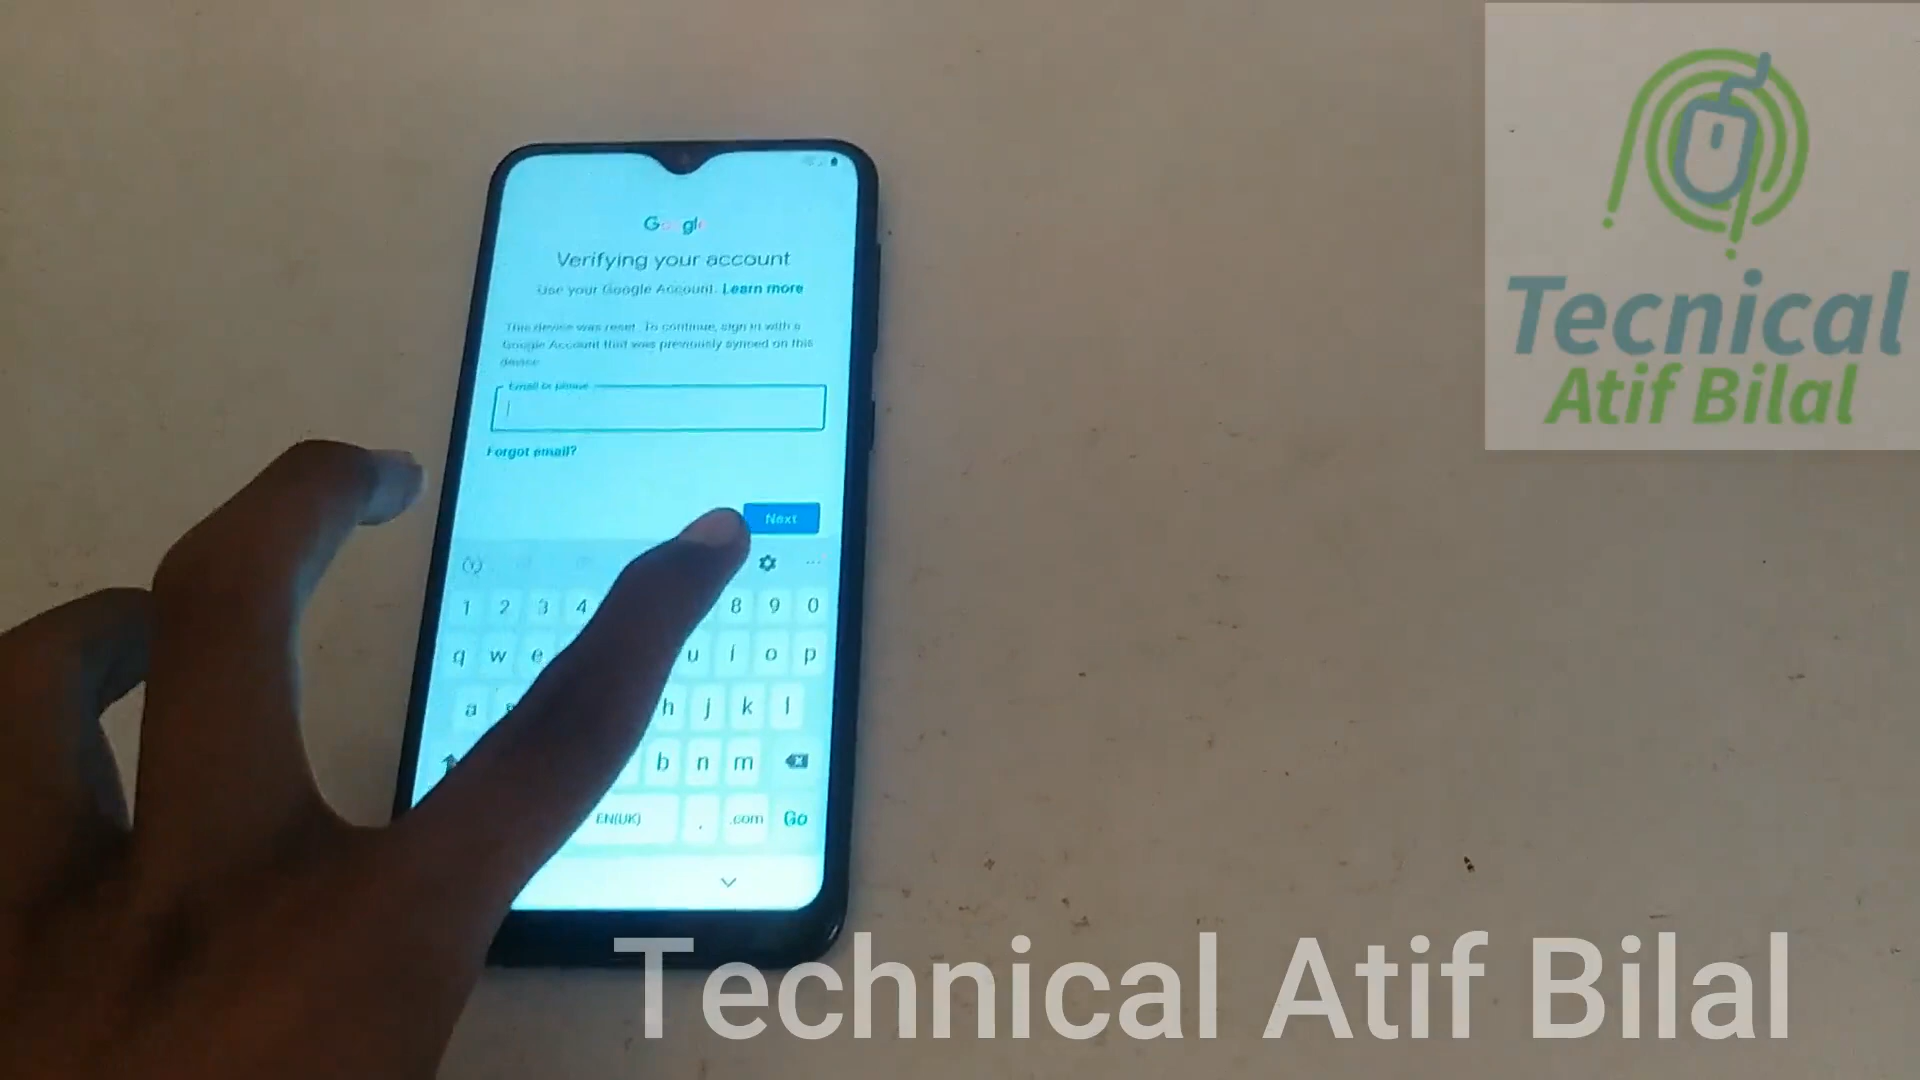 Google
Verifying your account
Use your Google Account. Learn more
This device was reset. To continue, sign in with a
Google Account that was previously synced on this
device.
Email or phone
Forgot email?
Next
1 2 3 4 8 9 0
q w e u i o p
a s h j k l
b n m
EN(UK) . .com Go
Tecnical
Atif Bilal
Technical Atif Bilal